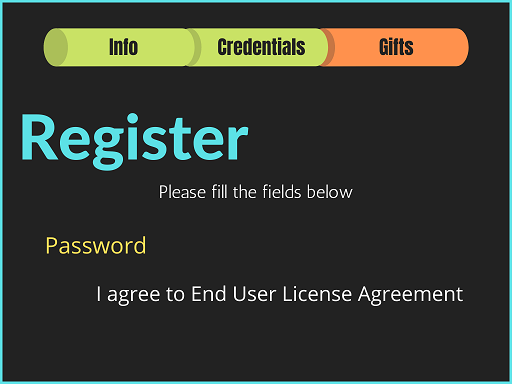 Info Credentials Gifts
Register
Please fill the fields below
Password
I agree to End User License Agreement